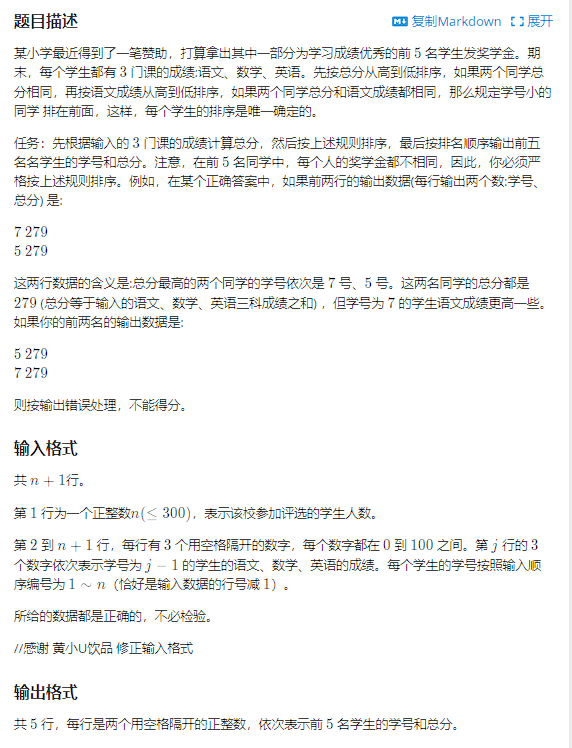 题目描述
复制Markdown 展开
某小学最近得到了一笔赞助，打算拿出其中一部分为学习成绩优秀的前 5 名学生发奖学金。期
末，每个学生都有 3 门课的成绩:语文、数学、英语。先按总分从高到低排序，如果两个同学总
分相同，再按语文成绩从高到低排序，如果两个同学总分和语文成绩都相同，那么规定学号小的
同学 排在前面，这样，每个学生的排序是唯一确定的。
任务：先根据输入的 3 门课的成绩计算总分，然后按上述规则排序，最后按排名顺序输出前五
名名学生的学号和总分。注意，在前 5 名同学中，每个人的奖学金都不相同，因此，你必须严
格按上述规则排序。例如，在某个正确答案中，如果前两行的输出数据(每行输出两个数:学号、
总分) 是:
7 279
5 279
这两行数据的含义是:总分最高的两个同学的学号依次是 7 号、5 号。这两名同学的总分都是
279 (总分等于输入的语文、数学、英语三科成绩之和) ，但学号为 7 的学生语文成绩更高一些。
如果你的前两名的输出数据是:
5 279
7 279
则按输出错误处理，不能得分。
输入格式
共 n + 1行。
第 1 行为一个正整数n(≤ 300)，表示该校参加评选的学生人数。
第 2 到 n + 1 行，每行有 3 个用空格隔开的数字，每个数字都在 0 到 100 之间。第 j 行的 3
个数字依次表示学号为 j − 1 的学生的语文、数学、英语的成绩。每个学生的学号按照输入顺
序编号为 1 ∼ n（恰好是输入数据的行号减 1）。
所给的数据都是正确的，不必检验。
//感谢 黄小U饮品 修正输入格式
输出格式
共 5 行，每行是两个用空格隔开的正整数，依次表示前 5 名学生的学号和总分。